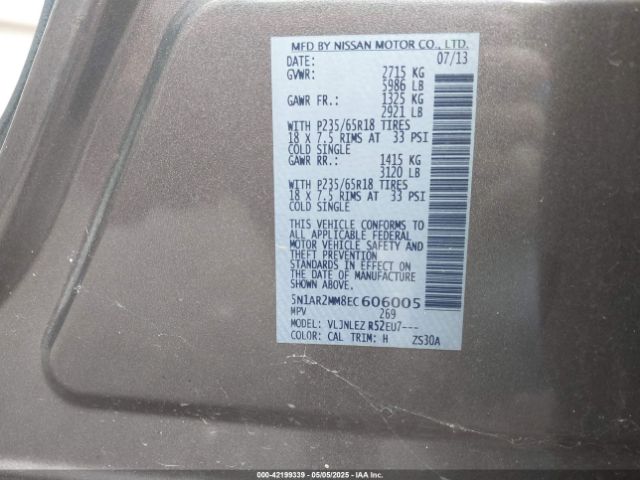 MFD BY NISSAN MOTOR CO., LTD.
DATE: 07/13
GVWR: 2715 KG
5986 LB
GAWR FR.: 1325 KG
2921 LB
WITH P235/65R18 TIRES
18 X 7.5 RIMS AT 33 PSI
COLD SINGLE
GAWR RR.: 1415 KG
3120 LB
WITH P235/65R18 TIRES
18 X 7.5 RIMS AT 33 PSI
COLD SINGLE
THIS VEHICLE CONFORMS TO
ALL APPLICABLE FEDERAL
MOTOR VEHICLE SAFETY AND
THEFT PREVENTION
STANDARDS IN EFFECT ON
THE DATE OF MANUFACTURE
SHOWN ABOVE.
5N1AR2MM8EC606005
MPV 269
MODEL: VLJNLEZ R52EU7---
COLOR: CAL TRIM: H ZS30A
00-42199339 - 05/05/2025 - IAAI Inc.